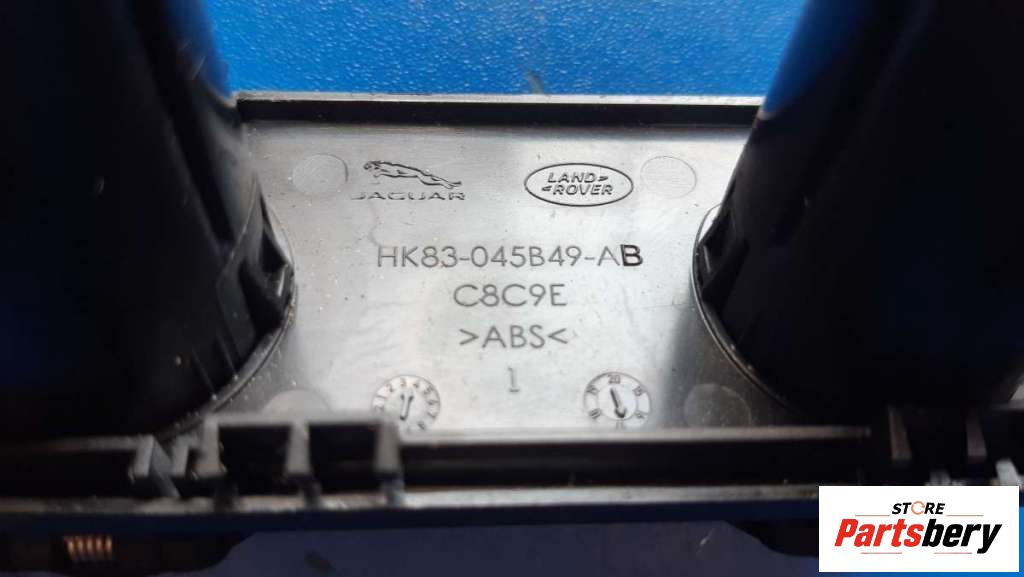 JAGUAR
LAND
ROVER
HK83-045B49-AB
C8C9E
>ABS<
1
STORE
Partsbery